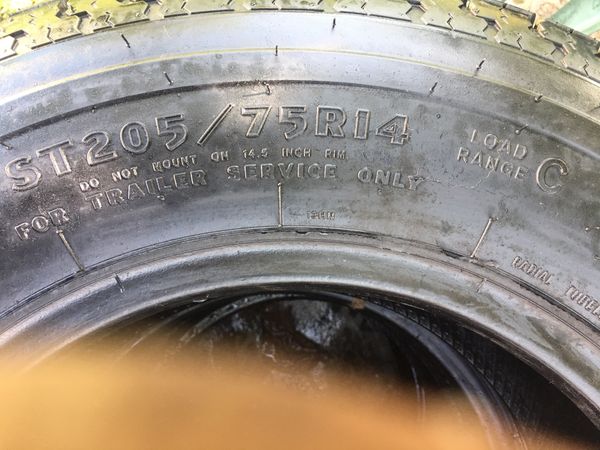 ST205/75R14
LOAD
RANGE C
DO NOT MOUNT ON 14.5 INCH RIM
FOR TRAILER SERVICE ONLY
RADIAL